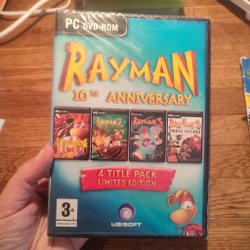 PC DVD-ROM
RAYMAN
10TH ANNIVERSARY
RAYMAN 2
RAYMAN 3
4 TITLE PACK
LIMITED EDITION
3+
UBISOFT